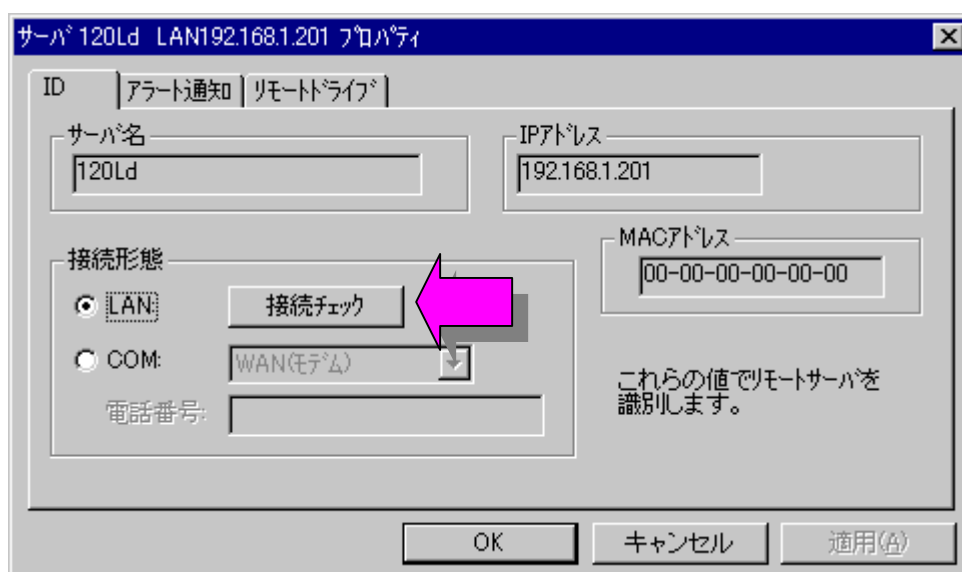 サーバ 120Ld LAN192.168.1.201 プロパティ
ID アラート通知 リモートドライブ
サーバ名
120Ld
IPアドレス
192.168.1.201
MACアドレス
00-00-00-00-00-00
接続形態
LAN: 接続チェック
COM: WAN(モデム)
電話番号:
これらの値でリモートサーバを
識別します。
OK キャンセル 適用(A)